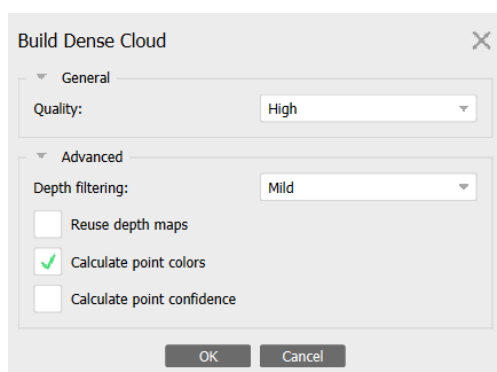 Build Dense Cloud
General
Quality: High
Advanced
Depth filtering: Mild
Reuse depth maps
Calculate point colors
Calculate point confidence
OK Cancel